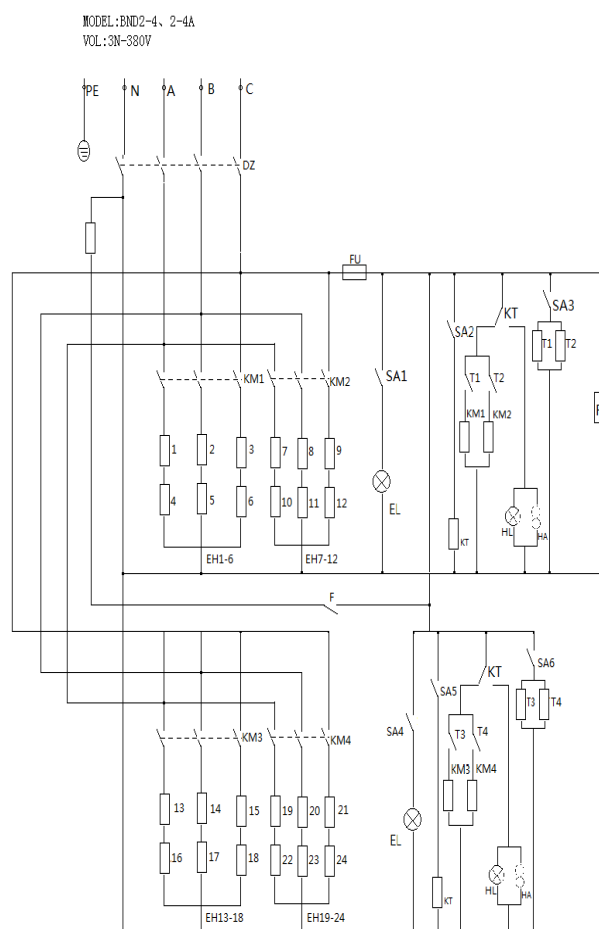 MODEL:BND2-4、2-4A
VOL:3N-380V
PE N A B C
DZ
FU
KT SA3
SA2
T1 T2
KM1 KM2 SA1 T1 T2
KM1 KM2
1 2 3 7 8 9
4 5 6 10 11 12
EL
HL HA
KT
EH1-6 EH7-12
F
SA6
KT
SA5
T3 T4
SA4
KM3 KM4 T3 T4
KM3 KM4
13 14 15 19 20 21
EL
16 17 18 22 23 24
HL HA
KT
EH13-18 EH19-24